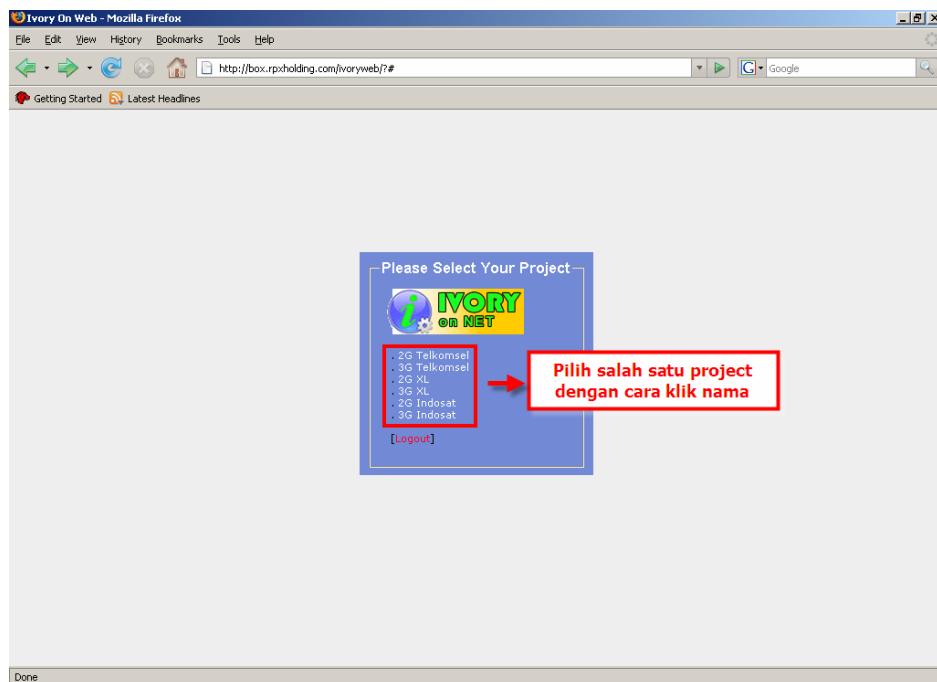 Ivory On Web - Mozilla Firefox
File Edit View History Bookmarks Tools Help
http://box.rpxholding.com/ivoryweb/?#
G Google
Getting Started Latest Headlines
Please Select Your Project
i IVORY
on NET
. 2G Telkomsel
. 3G Telkomsel
. 2G XL
. 3G XL
. 2G Indosat
. 3G Indosat
[Logout]
Pilih salah satu project
dengan cara klik nama
Done